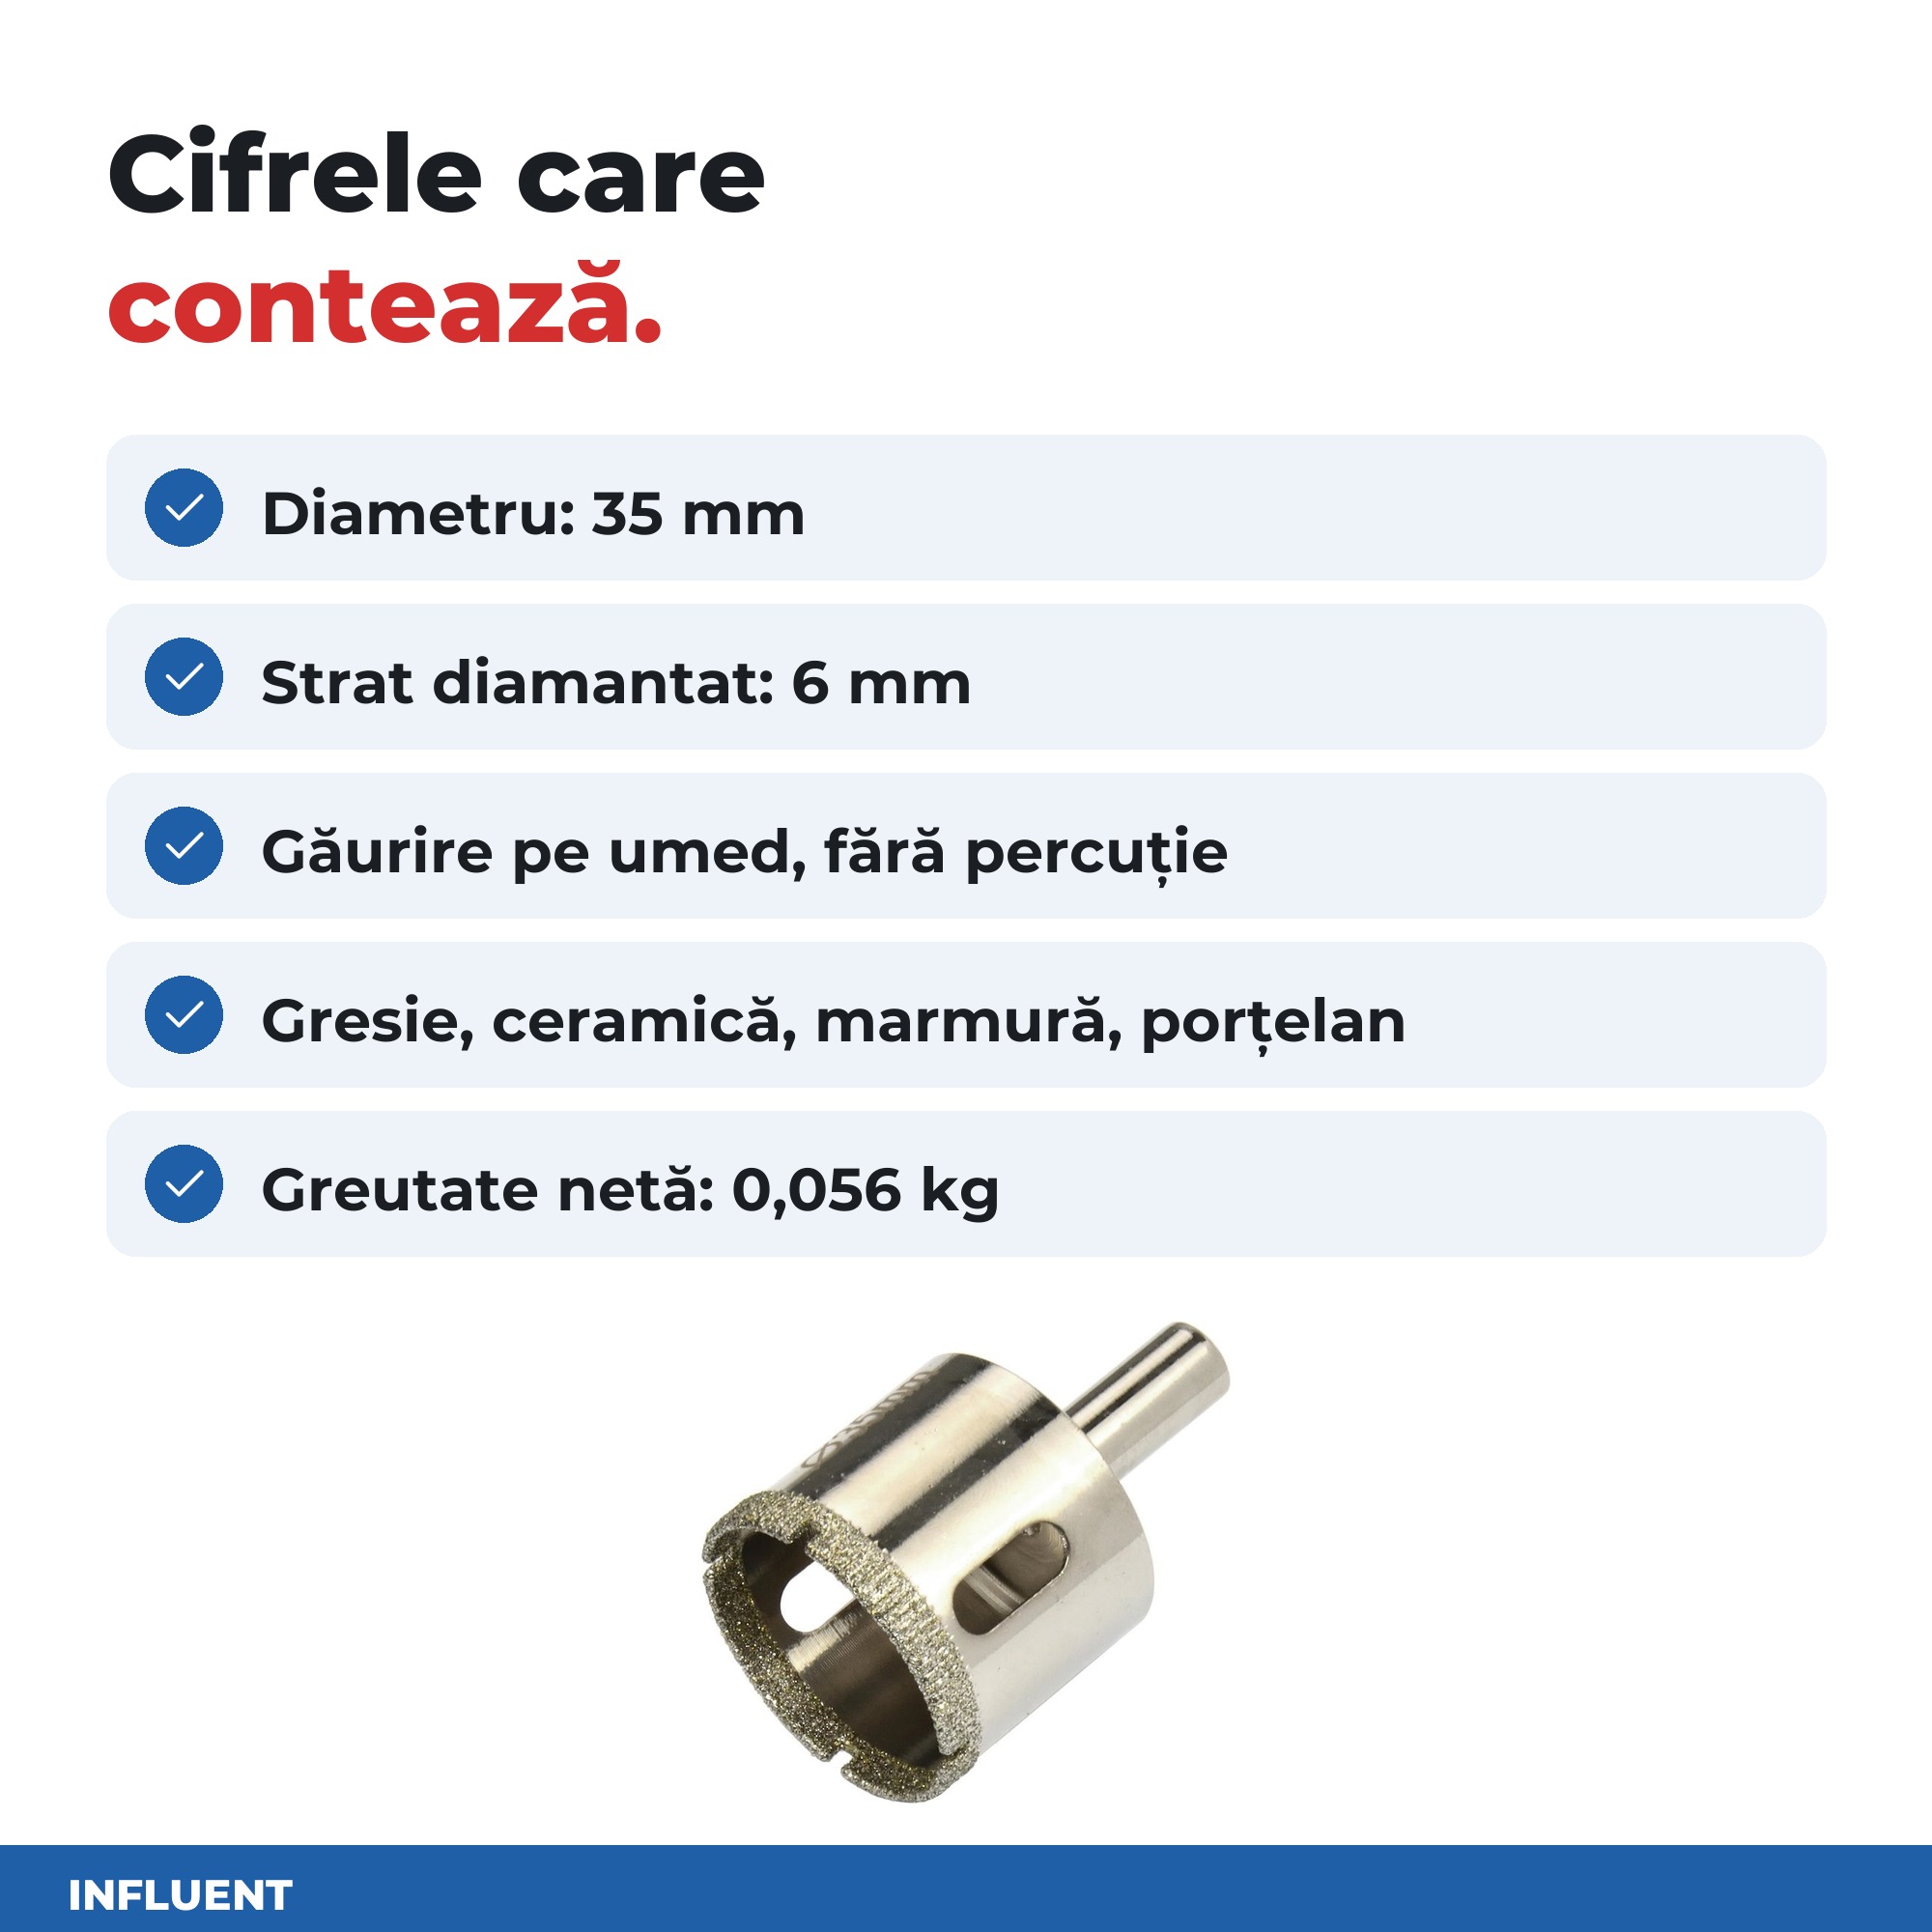 Cifrele care
contează.
Diametru: 35 mm
Strat diamantat: 6 mm
Găurire pe umed, fără percuție
Gresie, ceramică, marmură, porțelan
Greutate netă: 0,056 kg
Ø35mm
INFLUENT